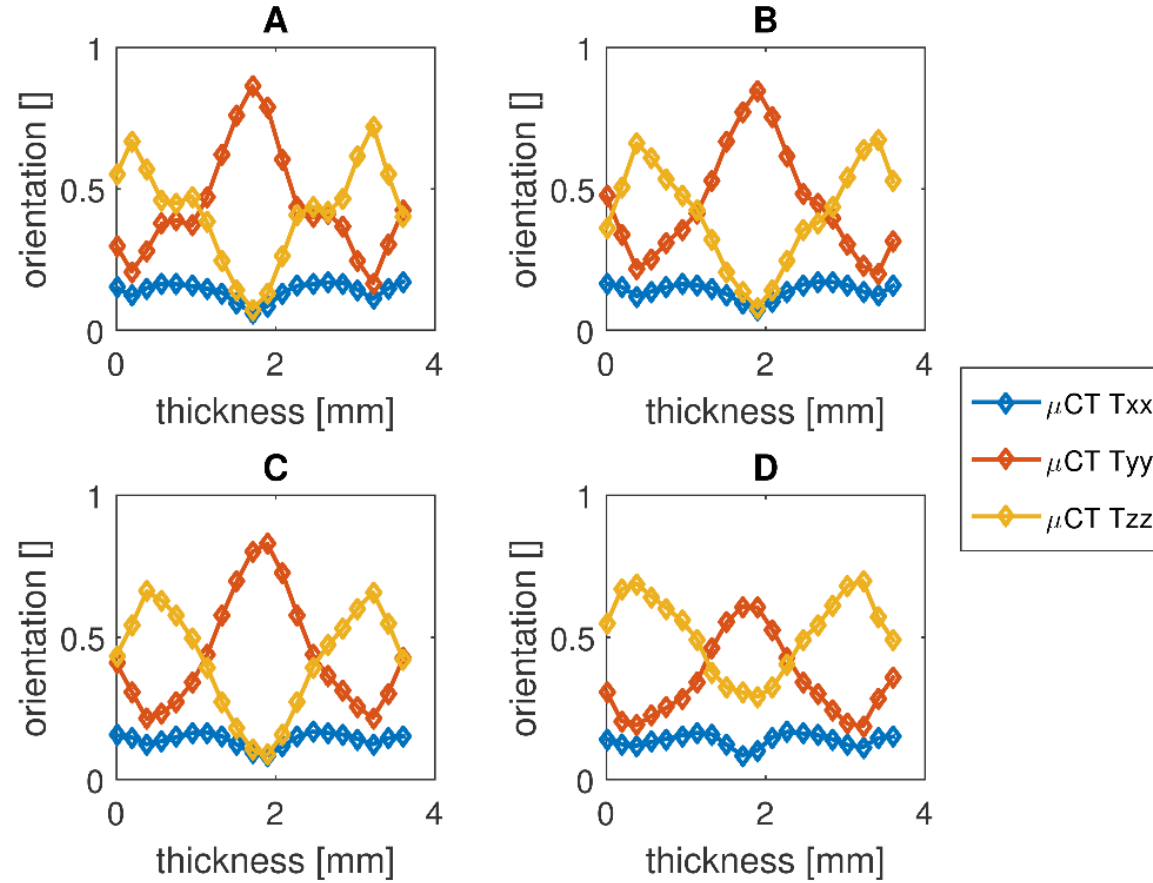 A
B
1
0.5
0
orientation []
0
2
4
thickness [mm]
1
0.5
0
orientation []
0
2
4
thickness [mm]
C
D
1
0.5
0
orientation []
0
2
4
thickness [mm]
1
0.5
0
orientation []
0
2
4
thickness [mm]
μCT Txx
μCT Tyy
μCT Tzz